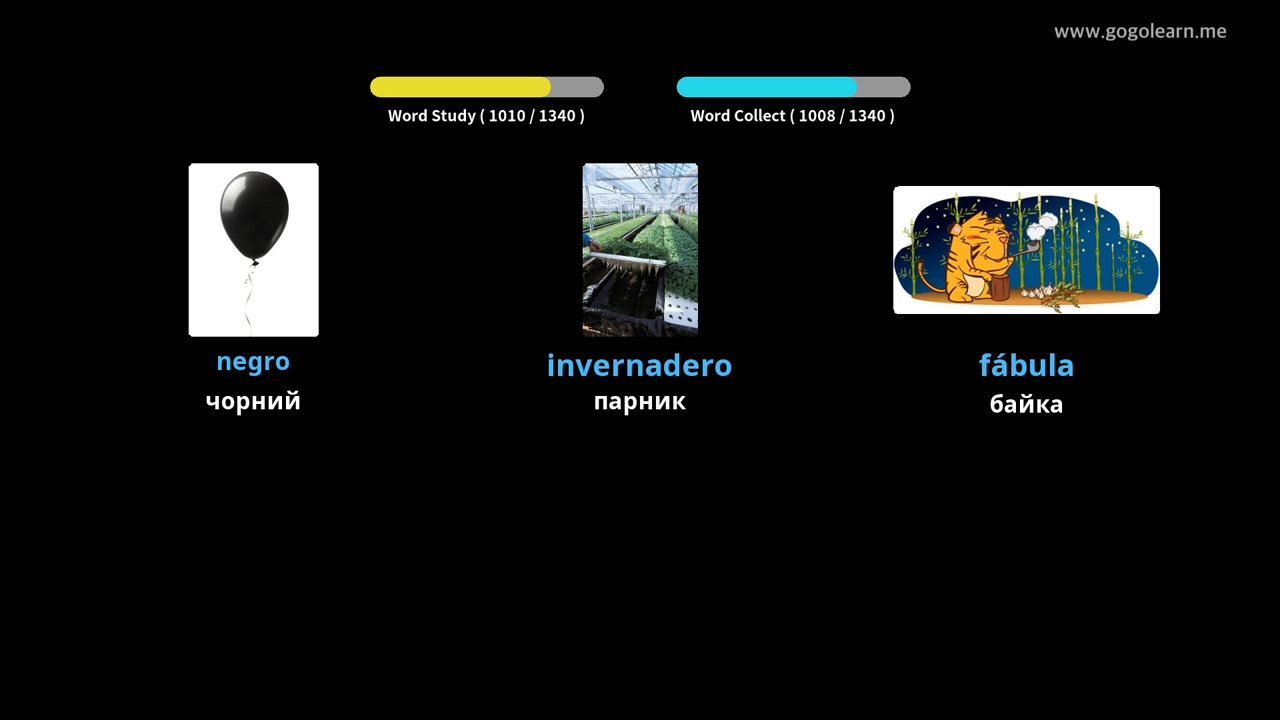 www.gogolearn.me
Word Study ( 1010 / 1340 )
Word Collect ( 1008 / 1340 )
negro
чорний
invernadero
парник
fábula
байка